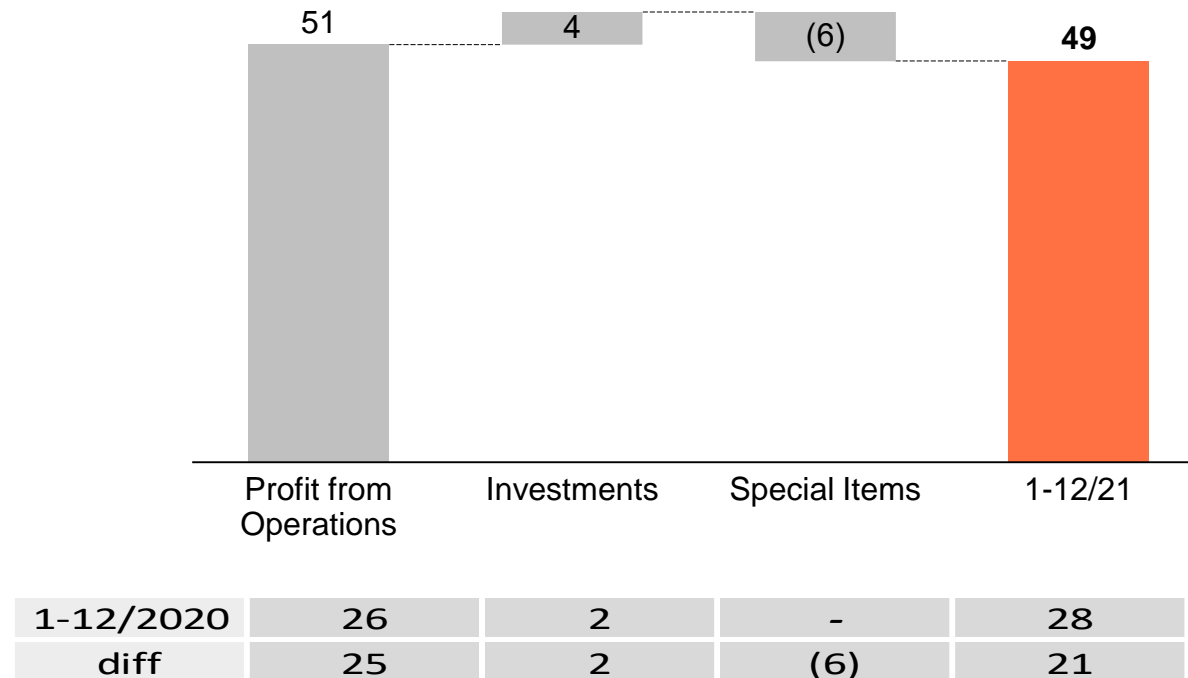 51
4
(6)
49
Profit from
Operations
Investments
Special Items
1-12/21
1-12/2020 26 2 - 28
diff 25 2 (6) 21